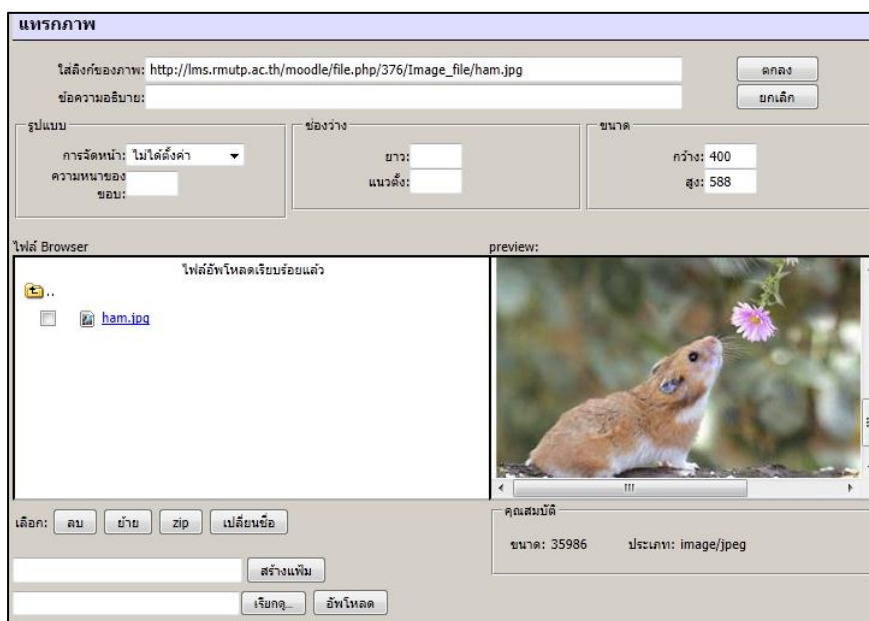 แทรกภาพ
ใส่ลิงก์ของภาพ: http://lms.rmutp.ac.th/moodle/file.php/376/Image_file/ham.jpg ตกลง
ข้อความอธิบาย: ยกเลิก
รูปแบบ ช่องว่าง ขนาด
การจัดหน้า: ไม่ได้ตั้งค่า ยาว: กว้าง: 400
ความหนาของ แนวตั้ง: สูง: 588
ขอบ:
ไฟล์ Browser preview:
ไฟล์อัพโหลดเรียบร้อยแล้ว
..
ham.jpg
เลือก: ลบ ย้าย zip เปลี่ยนชื่อ คุณสมบัติ
ขนาด: 35986 ประเภท: image/jpeg
สร้างแฟ้ม
เรียกดู... อัพโหลด